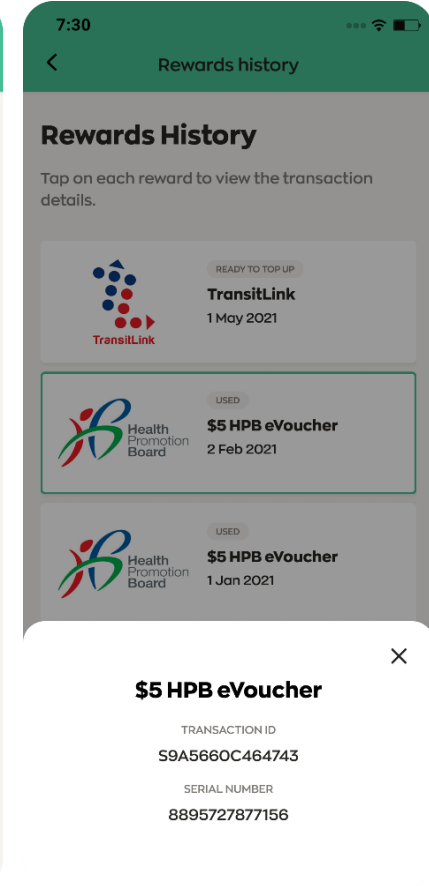 7:30
Rewards history
Rewards History
Tap on each reward to view the transaction
details.
READY TO TOP UP
TransitLink
1 May 2021
TransitLink
USED
$5 HPB eVoucher
2 Feb 2021
Health
Promotion
Board
USED
$5 HPB eVoucher
1 Jan 2021
Health
Promotion
Board
$5 HPB eVoucher
TRANSACTION ID
S9A5660C464743
SERIAL NUMBER
8895727877156